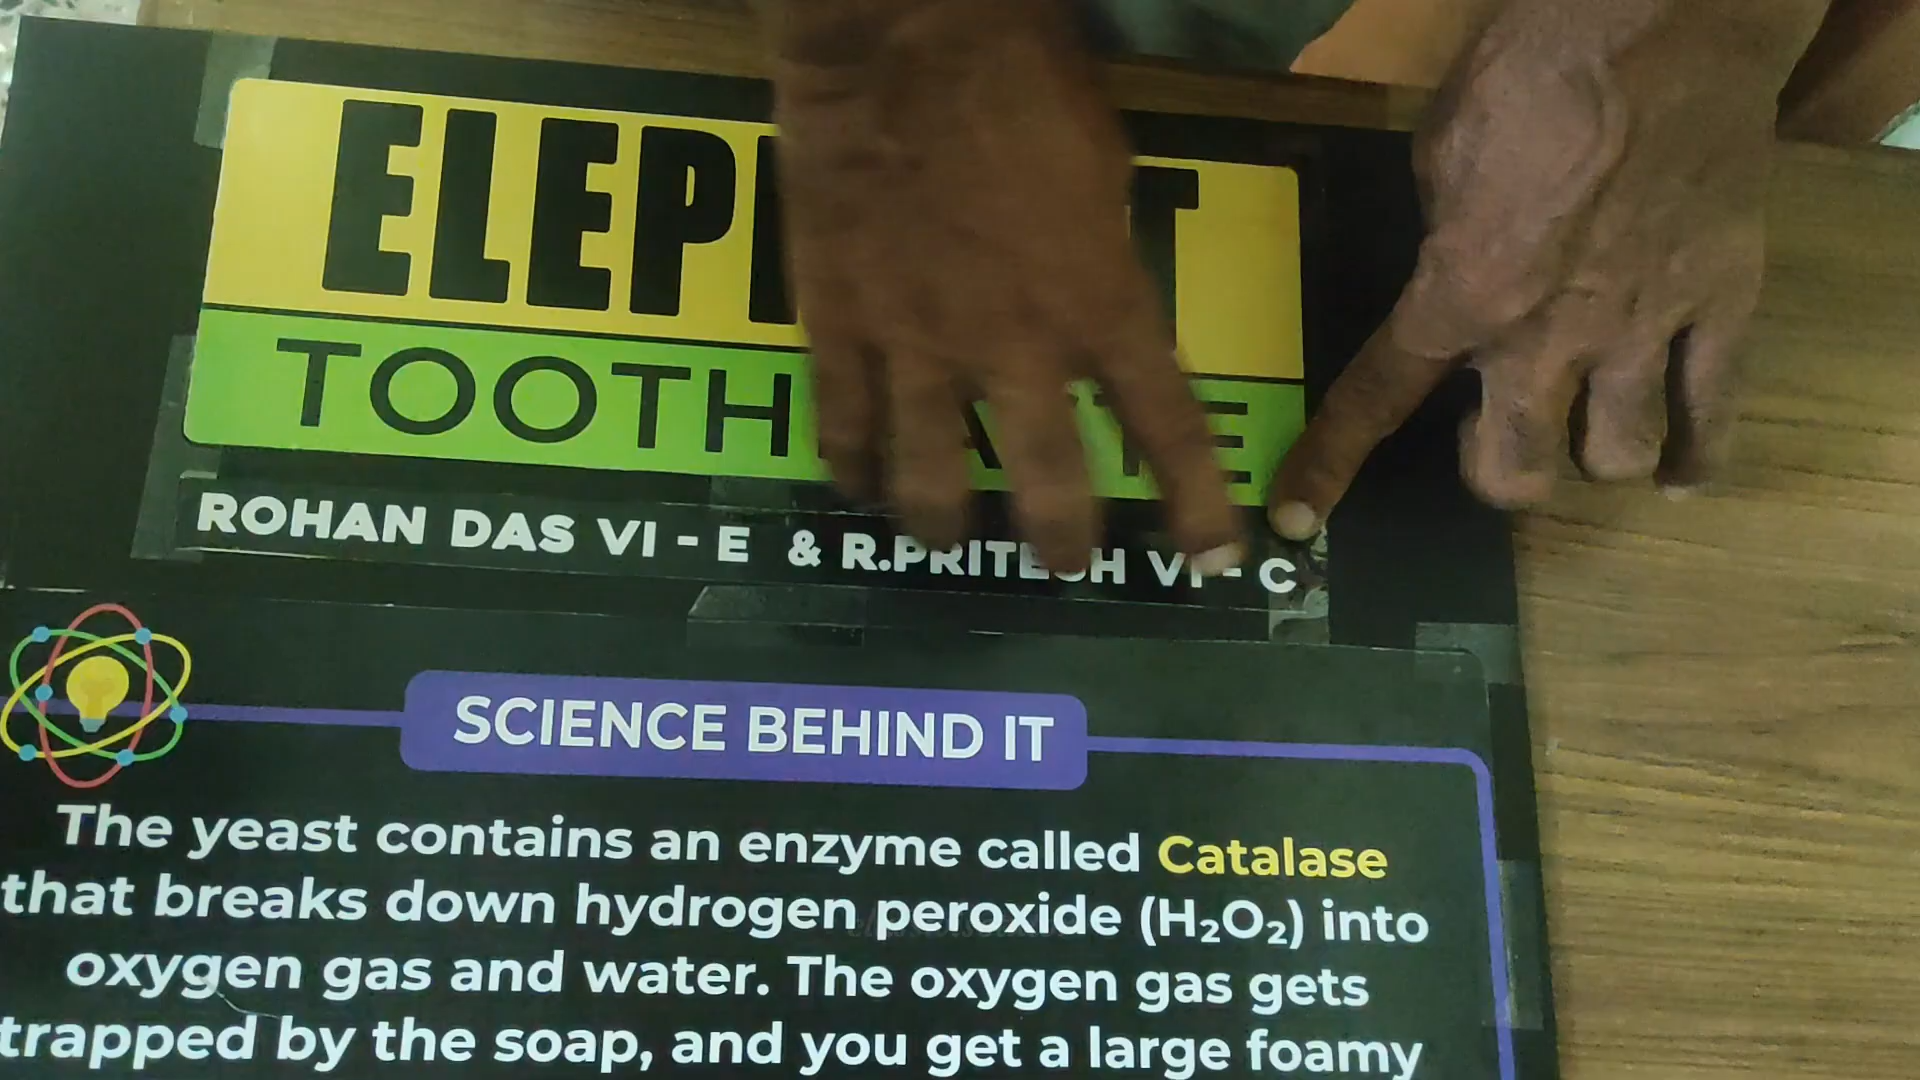 ELEP T
TOOTH
ROHAN DAS VI - E & R.PRITESH VI - C
SCIENCE BEHIND IT
The yeast contains an enzyme called Catalase
that breaks down hydrogen peroxide (H₂O₂) into
oxygen gas and water. The oxygen gas gets
trapped by the soap, and you get a large foamy